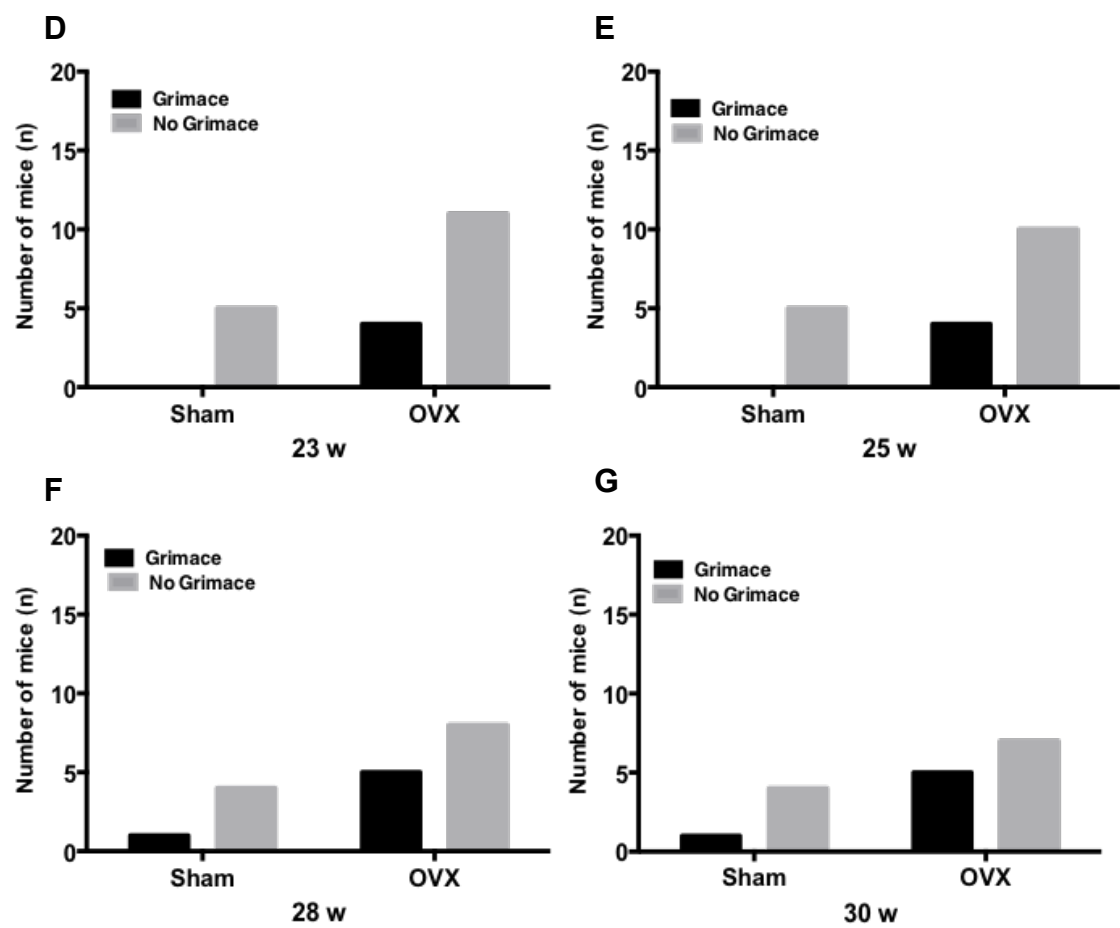 D
20
15
10
5
0
Number of mice (n)
Grimace
No Grimace
Sham OVX
23 w
E
20
15
10
5
0
Number of mice (n)
Grimace
No Grimace
Sham OVX
25 w
F
20
15
10
5
0
Number of mice (n)
Grimace
No Grimace
Sham OVX
28 w
G
20
15
10
5
0
Number of mice (n)
Grimace
No Grimace
Sham OVX
30 w